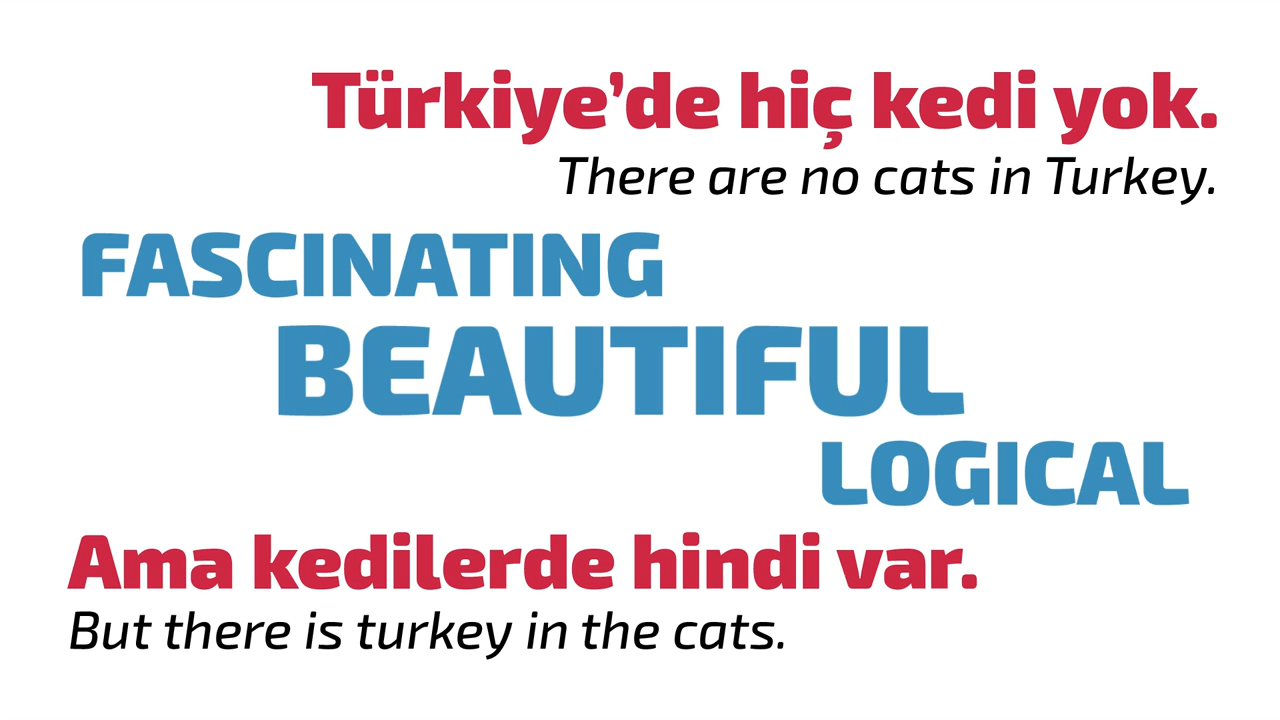 Türkiye’de hiç kedi yok.
There are no cats in Turkey.
FASCINATING
BEAUTIFUL
LOGICAL
Ama kedilerde hindi var.
But there is turkey in the cats.